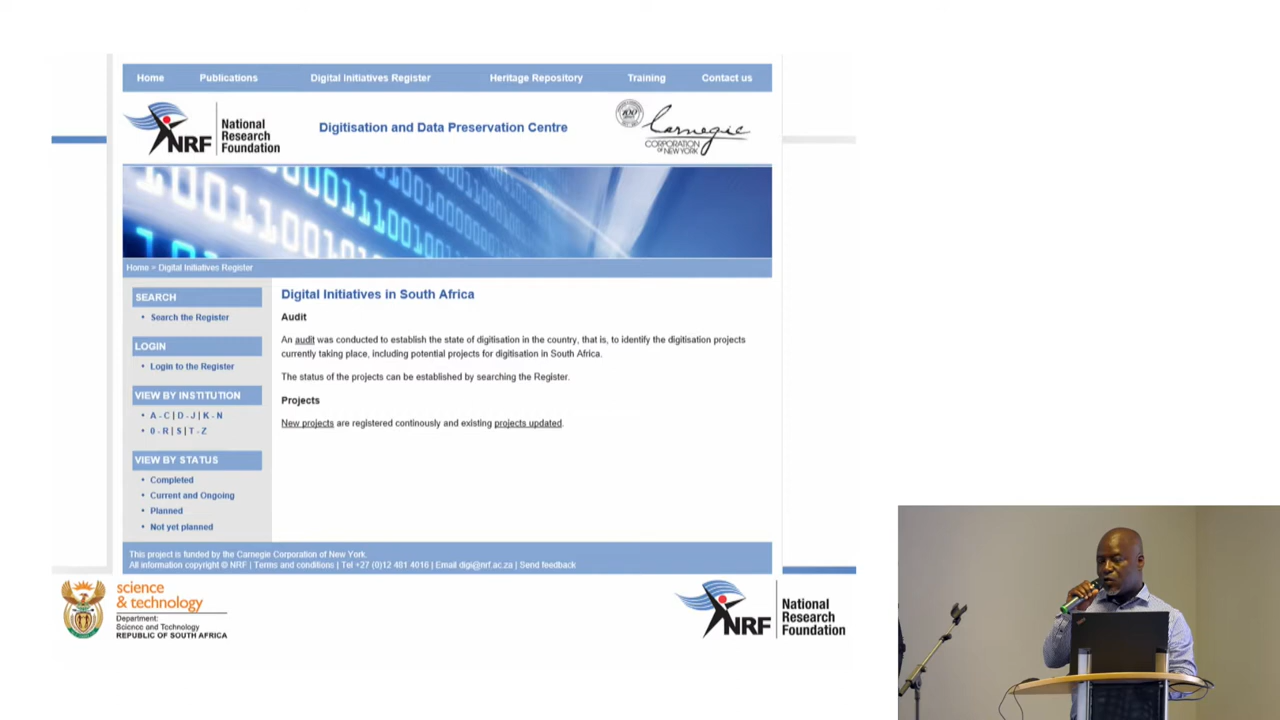 Home Publications Digital Initiatives Register Heritage Repository Training Contact us
NRF National
Research
Foundation
Digitisation and Data Preservation Centre
100
Carnegie
CORPORATION
OF NEW YORK
Home > Digital Initiatives Register
SEARCH
• Search the Register
LOGIN
• Login to the Register
VIEW BY INSTITUTION
• A - C | D - J | K - N
• 0 - R | S | T - Z
VIEW BY STATUS
• Completed
• Current and Ongoing
• Planned
• Not yet planned
Digital Initiatives in South Africa
Audit
An audit was conducted to establish the state of digitisation in the country, that is, to identify the digitisation projects
currently taking place, including potential projects for digitisation in South Africa.
The status of the projects can be established by searching the Register.
Projects
New projects are registered continously and existing projects updated.
This project is funded by the Carnegie Corporation of New York.
All information copyright © NRF | Terms and conditions | Tel +27 (0)12 481 4016 | Email digi@nrf.ac.za | Send feedback
science
& technology
Department:
Science and Technology
REPUBLIC OF SOUTH AFRICA
NRF National
Research
Foundation